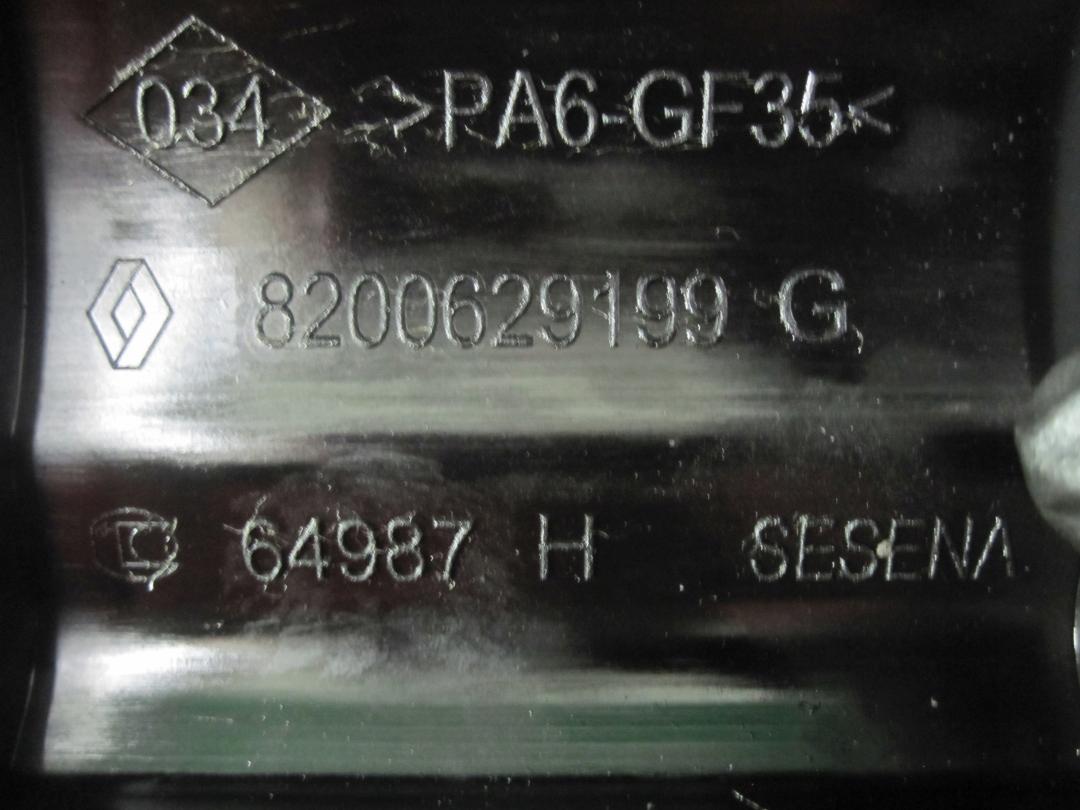 034 >PA6-GF35<
8200629199 G
64987 H SESENA